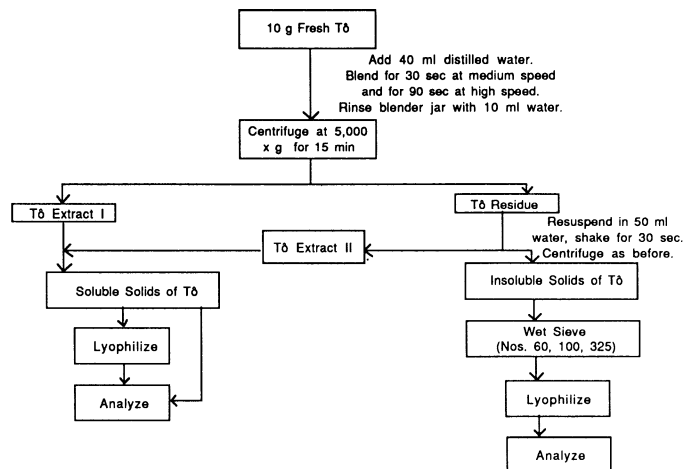 10 g Fresh Tô
Add 40 ml distilled water.
Blend for 30 sec at medium speed
and for 90 sec at high speed.
Rinse blender jar with 10 ml water.
Centrifuge at 5,000
x g for 15 min
Tô Extract I
Tô Residue
Resuspend in 50 ml
water, shake for 30 sec.
Centrifuge as before.
Tô Extract II
Soluble Solids of Tô
Insoluble Solids of Tô
Lyophilize
Wet Sieve
(Nos. 60, 100, 325)
Analyze
Lyophilize
Analyze